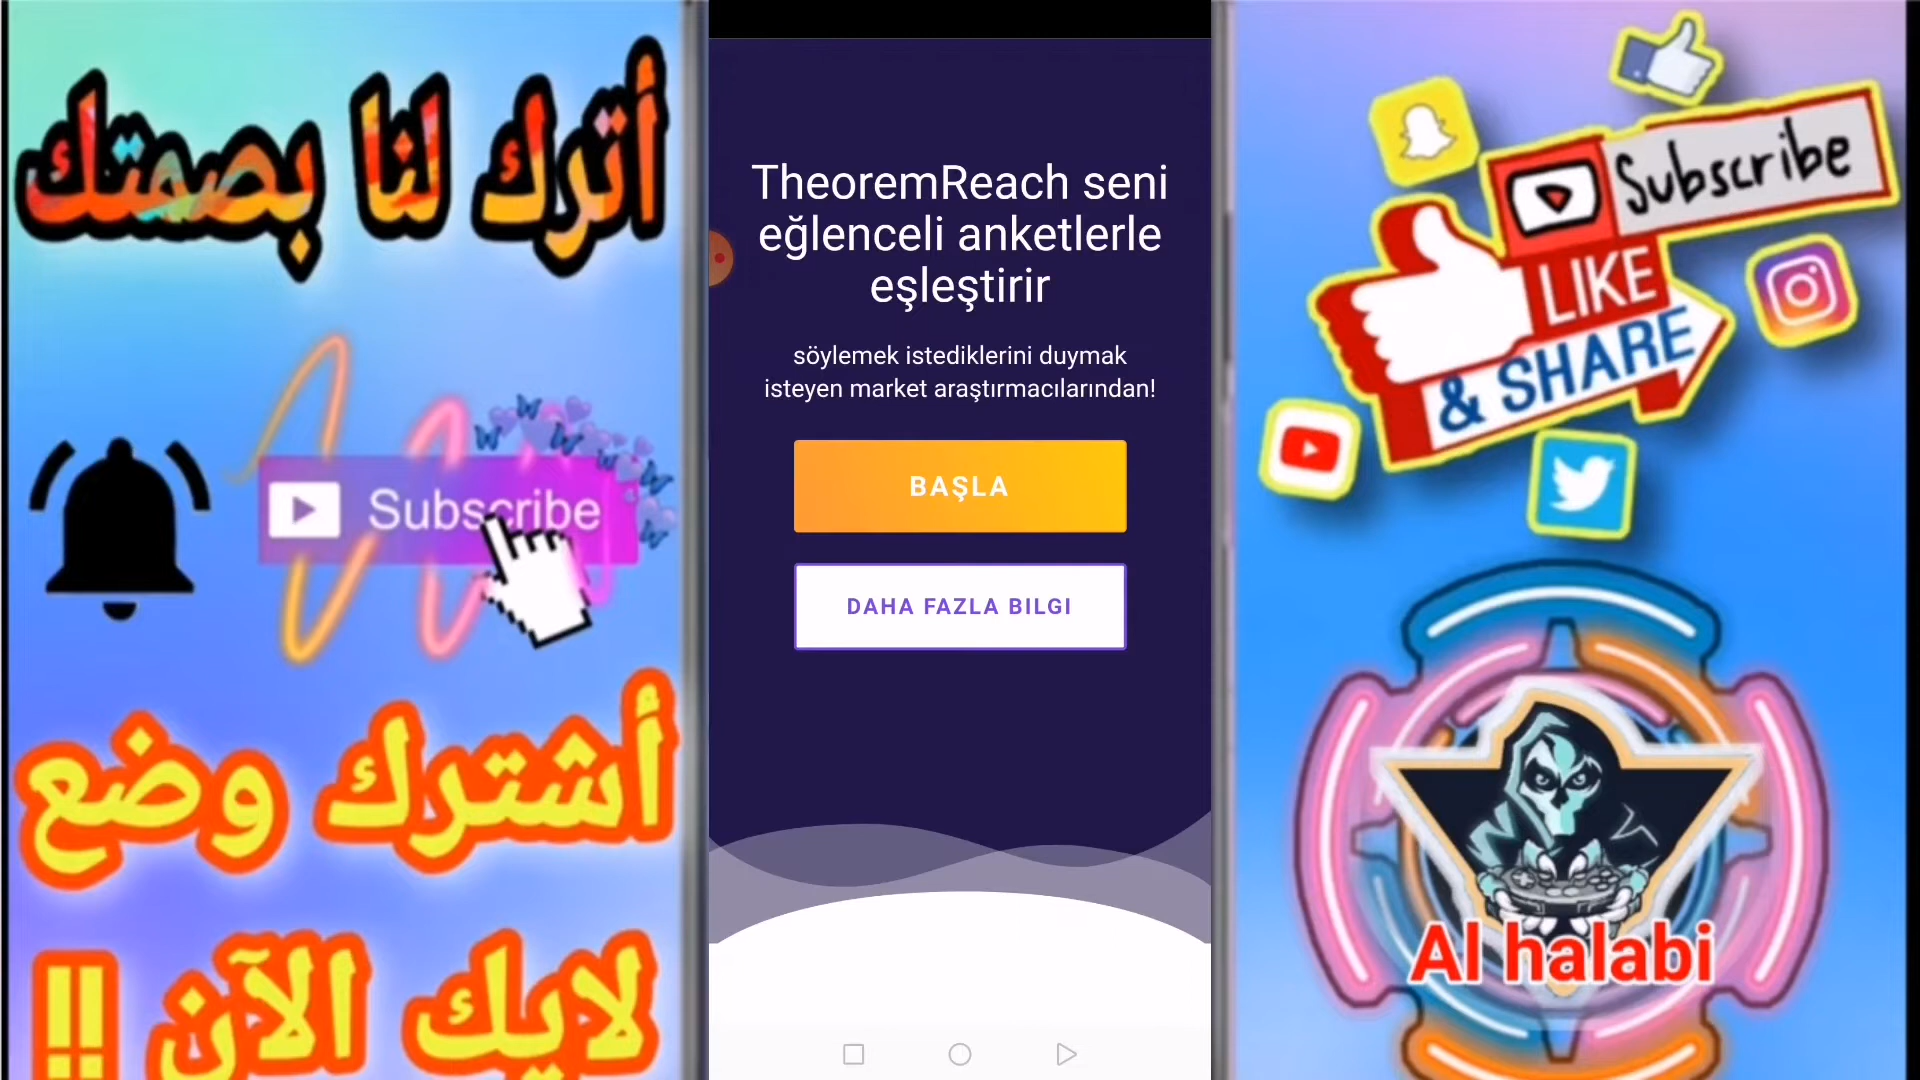 أترك لنا بصمتك
Subscribe
أشترك وضع
لايك الآن !!
TheoremReach seni
eğlenceli anketlerle
eşleştirir
söylemek istediklerini duymak
isteyen market araştırmacılarından!
BAŞLA
DAHA FAZLA BILGI
Subscribe
LIKE
& SHARE
Al halabi